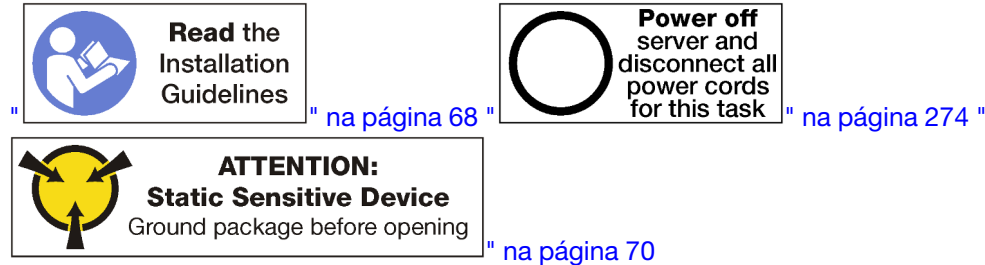 "Read the Installation Guidelines" na página 68 "Power off server and disconnect all power cords for this task" na página 274 "
ATTENTION:
Static Sensitive Device
Ground package before opening" na página 70